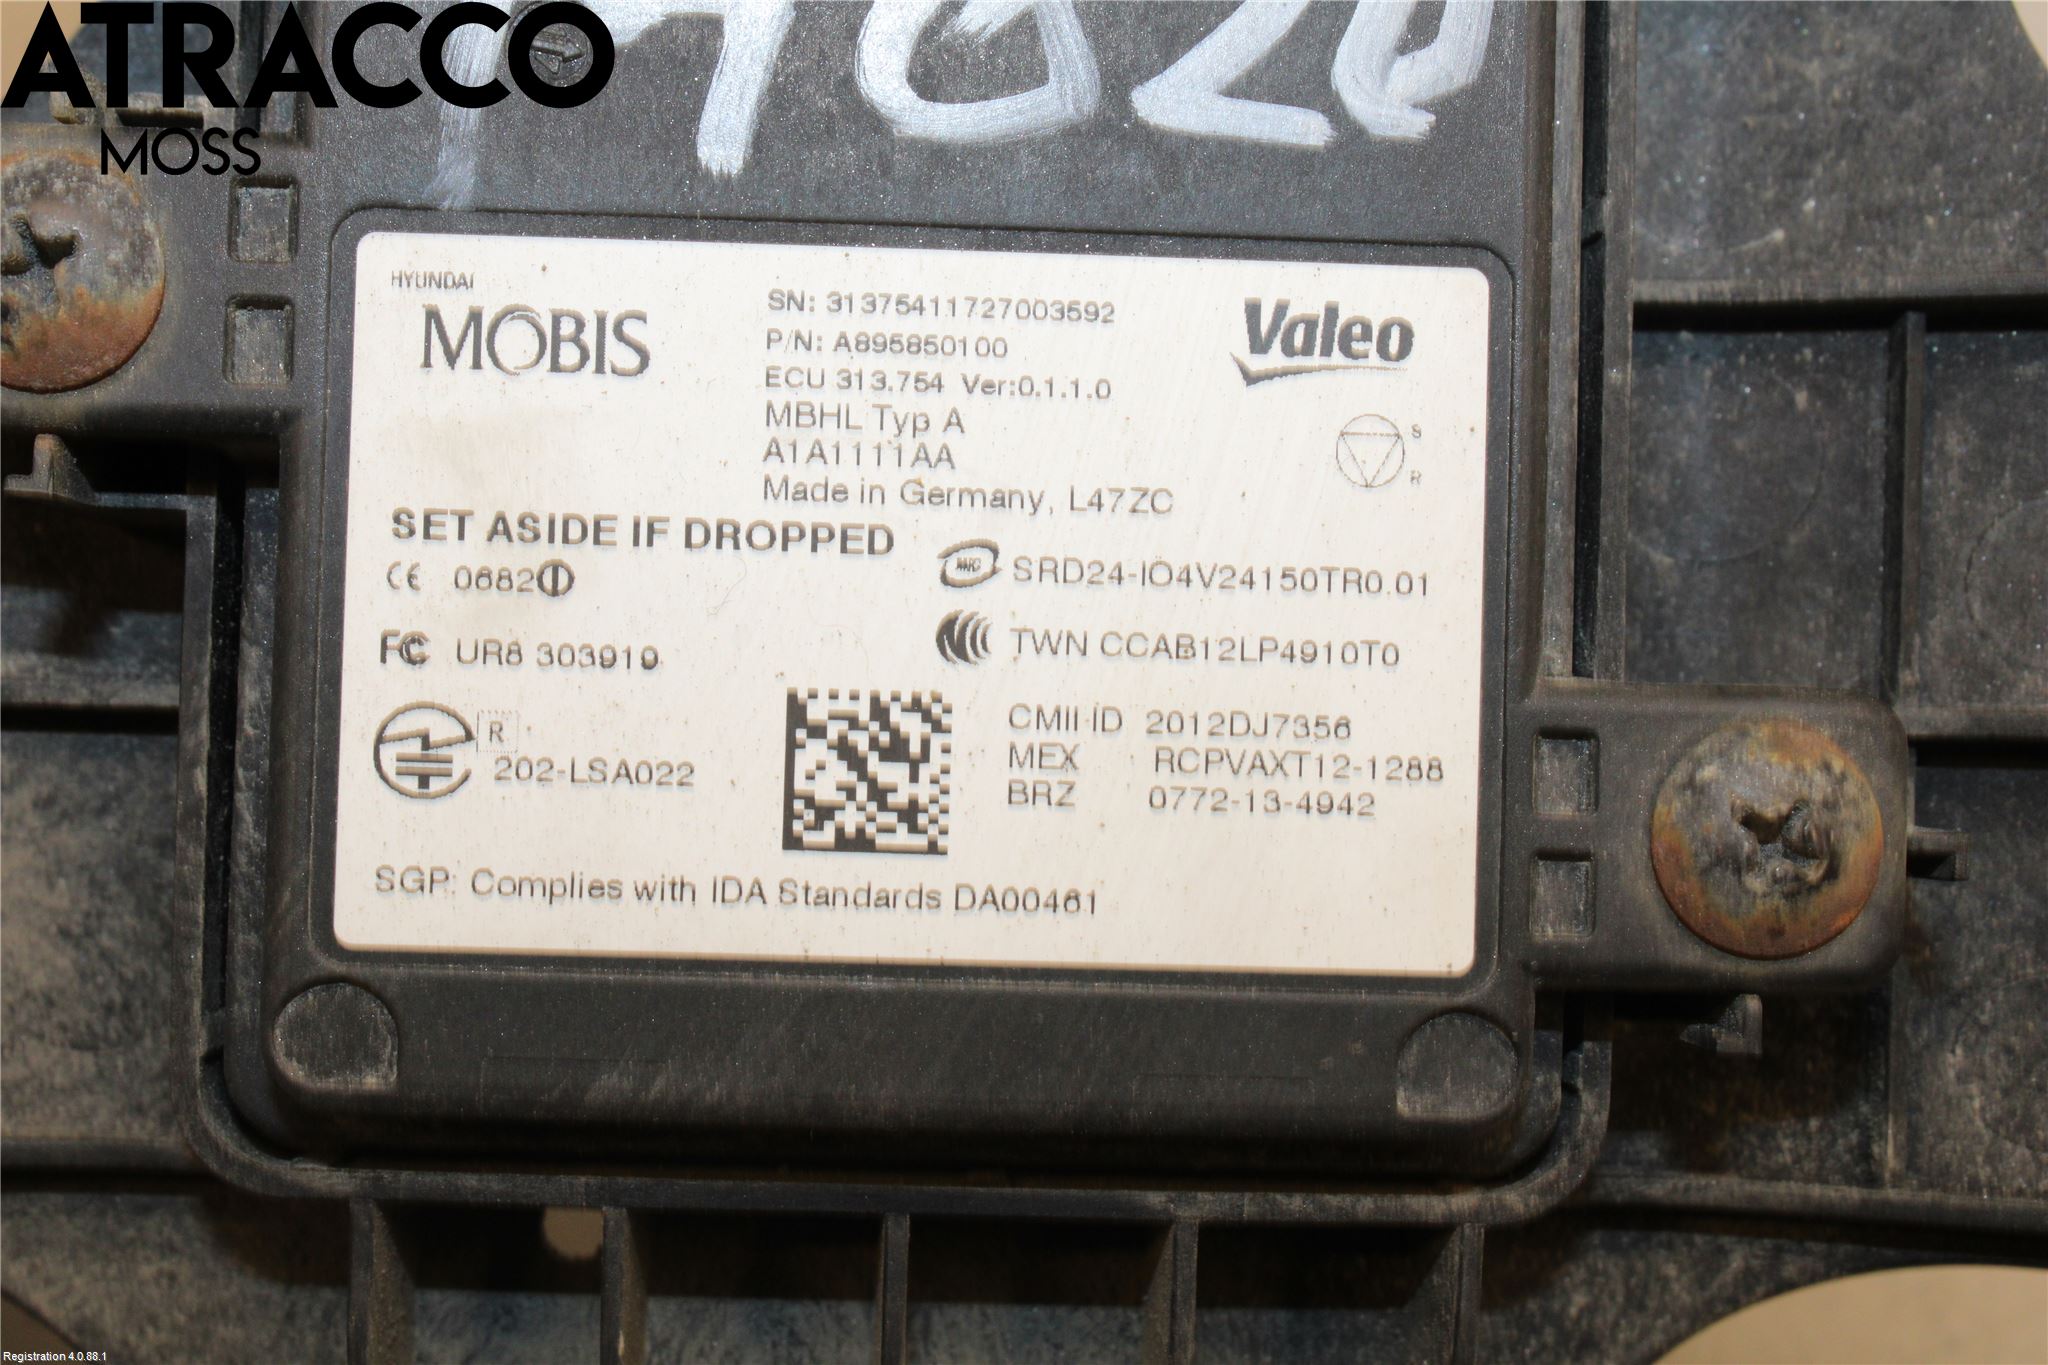 ATRACCO
MOSS
HYUNDAI
MOBIS
SN: 31375411727003592
P/N: A895850100
ECU 313.754 Ver:0.1.1.0
MBHL Typ A
A1A1111AA
Made in Germany, L47ZC
Valeo
S
R
SET ASIDE IF DROPPED
CE 0682
SRD24-IÖ4V24150TR0.01
FC UR8 303919
TWN CCAB12LP4910T0
R
202-LSA022
CMII ID 2012DJ7356
MEX RCPVAXT12-1288
BRZ 0772-13-4942
SGP: Complies with IDA Standards DA00461
Registration 4.0.88.1